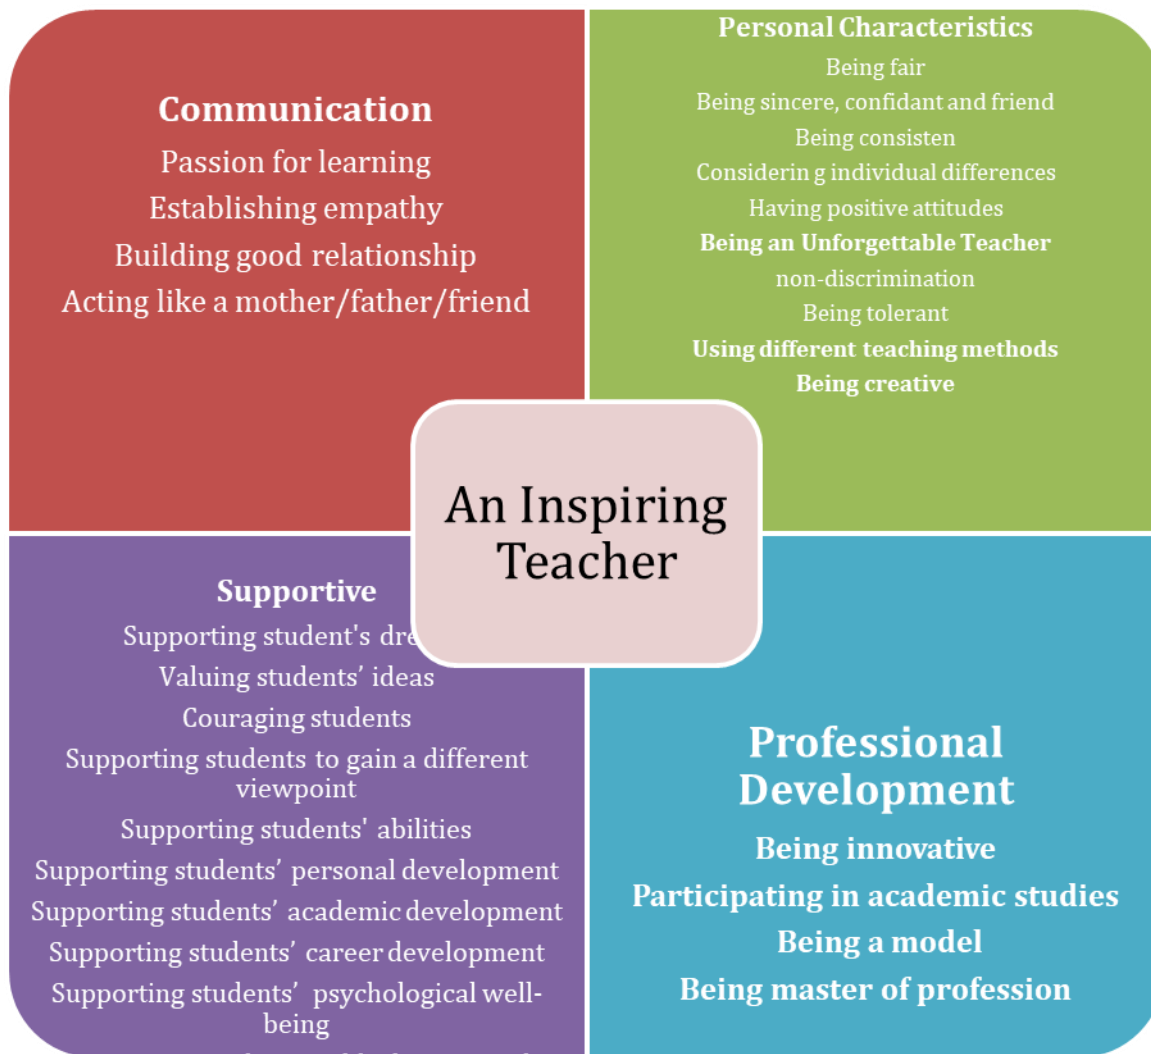 Communication
Passion for learning
Establishing empathy
Building good relationship
Acting like a mother/father/friend
Personal Characteristics
Being fair
Being sincere, confidant and friend
Being consisten
Considerin g individual differences
Having positive attitudes
Being an Unforgettable Teacher
non-discrimination
Being tolerant
Using different teaching methods
Being creative
An Inspiring
Teacher
Supportive
Supporting student's
Valuing students’ ideas
Couraging students
Supporting students to gain a different
viewpoint
Supporting students' abilities
Supporting students’ personal development
Supporting students’ academic development
Supporting students’ career development
Supporting students’ psychological well-
being
Professional
Development
Being innovative
Participating in academic studies
Being a model
Being master of profession